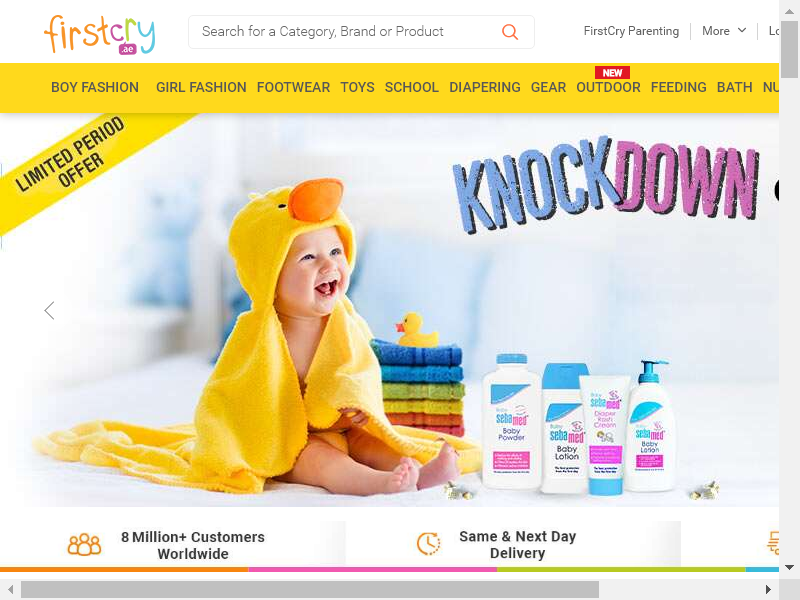 firstcry
.ae
Search for a Category, Brand or Product
FirstCry Parenting
More
NEW
BOY FASHION GIRL FASHION FOOTWEAR TOYS SCHOOL DIAPERING GEAR OUTDOOR FEEDING BATH
LIMITED PERIOD
OFFER
KNOCKDOWN
Baby
sebamed
Baby
Powder
Baby
sebamed
Baby
Lotion
Baby
sebamed
Diaper
Rash
Cream
Baby
sebamed
Baby
Lotion
8 Million+ Customers
Worldwide
Same & Next Day
Delivery